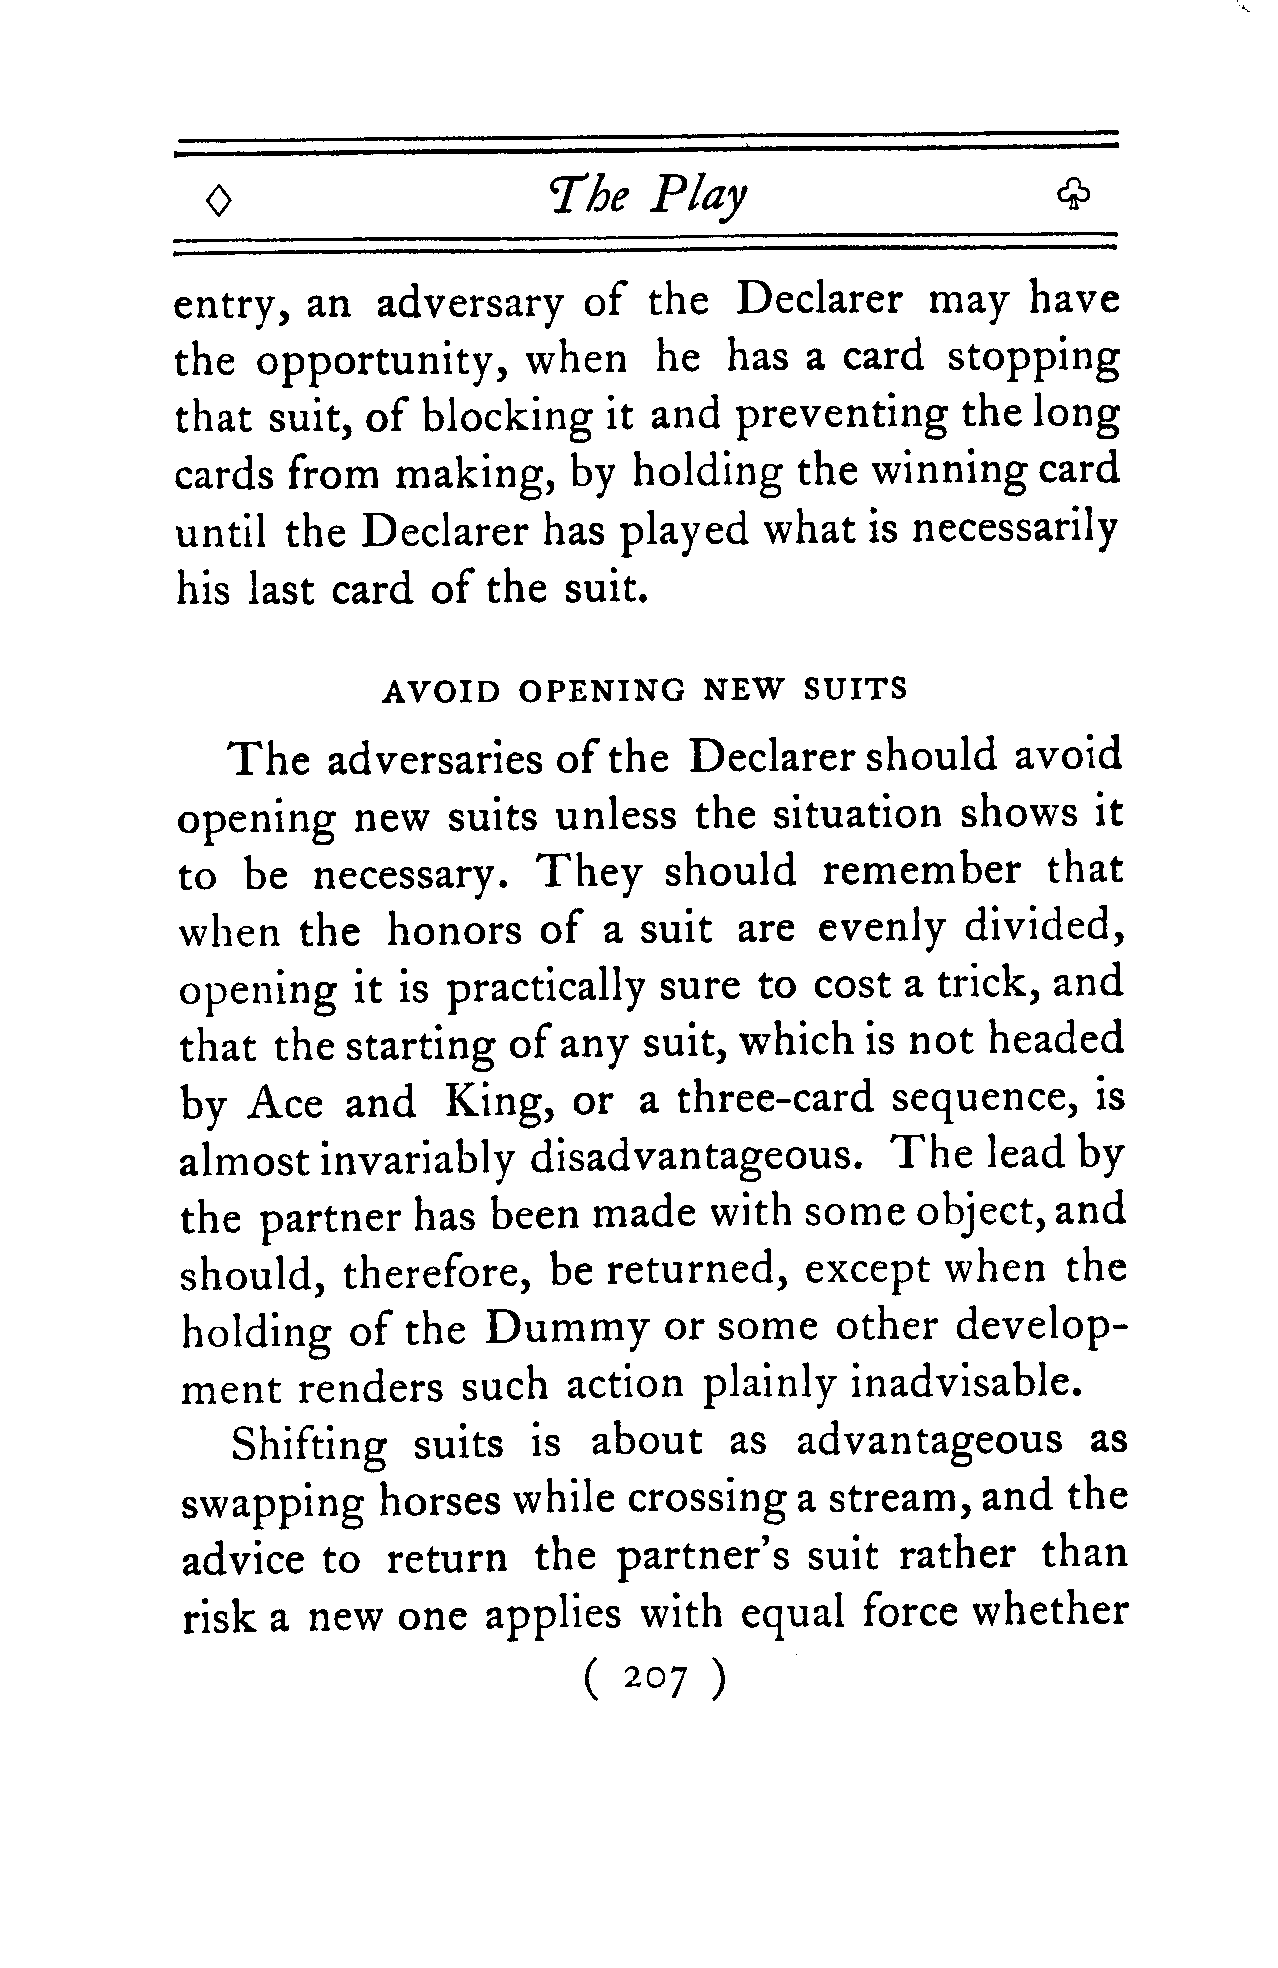 ◊ The Play ♧
entry, an adversary of the Declarer may have
the opportunity, when he has a card stopping
that suit, of blocking it and preventing the long
cards from making, by holding the winning card
until the Declarer has played what is necessarily
his last card of the suit.
AVOID OPENING NEW SUITS
The adversaries of the Declarer should avoid
opening new suits unless the situation shows it
to be necessary. They should remember that
when the honors of a suit are evenly divided,
opening it is practically sure to cost a trick, and
that the starting of any suit, which is not headed
by Ace and King, or a three-card sequence, is
almost invariably disadvantageous. The lead by
the partner has been made with some object, and
should, therefore, be returned, except when the
holding of the Dummy or some other develop-
ment renders such action plainly inadvisable.
Shifting suits is about as advantageous as
swapping horses while crossing a stream, and the
advice to return the partner's suit rather than
risk a new one applies with equal force whether
( 207 )